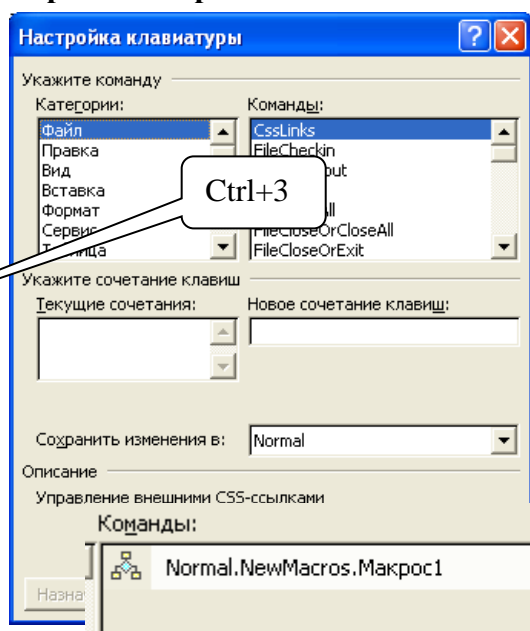 Настройка клавиатуры
Укажите команду
Категории:
Команды:
Файл
Правка
Вид
Вставка
Формат
Сервис
CssLinks
FileCheckin
FileCloseOrCloseAll
FileCloseOrExit
Ctrl+3
Укажите сочетание клавиш
Текущие сочетания:
Новое сочетание клавиш:
Сохранить изменения в:
Normal
Описание
Управление внешними CSS-ссылками
Команды:
Normal.NewMacros.Макрос1